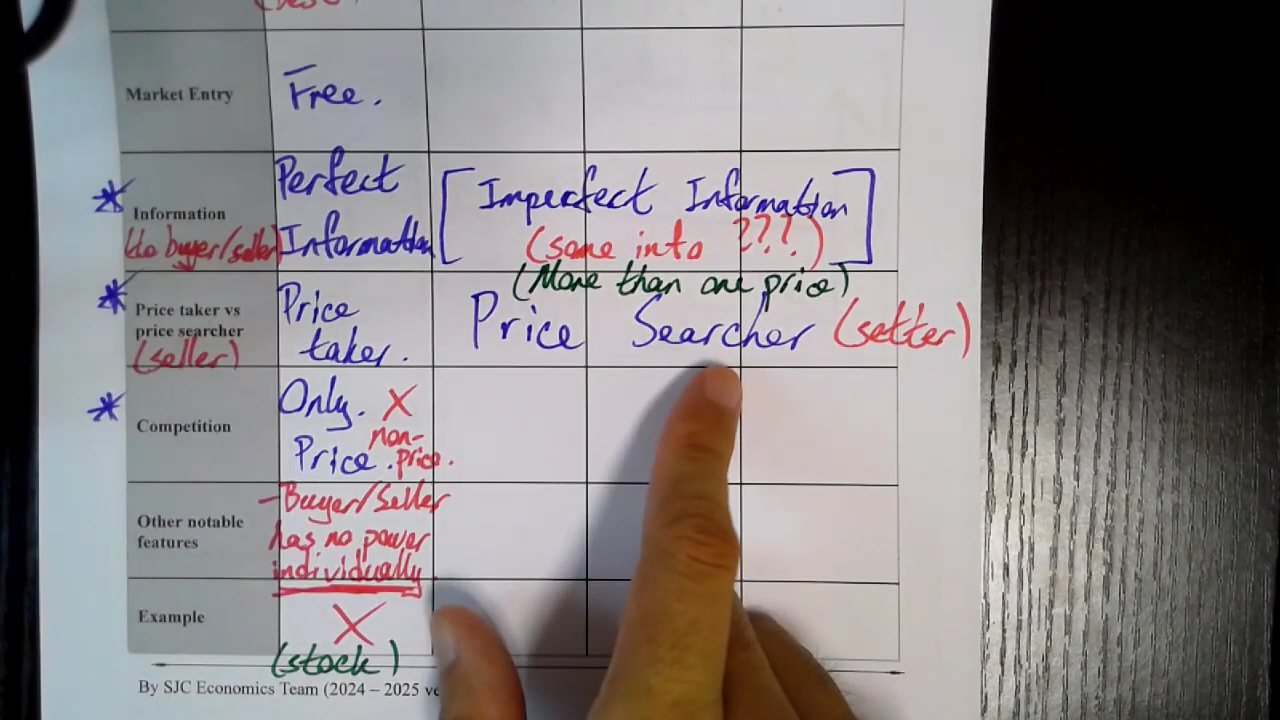 Market Entry
Free.
Information
(to buyer/seller)
Perfect
Information
[Imperfect Information]
(some info ???)
(More than one price)
Price taker vs
price searcher
(seller)
Price
taker.
Price Searcher (setter)
Competition
Only. X
Price. non-
price.
Other notable
features
-Buyer/Seller
has no power
individually
Example
X
(stock)
By SJC Economics Team (2024 – 2025 ve